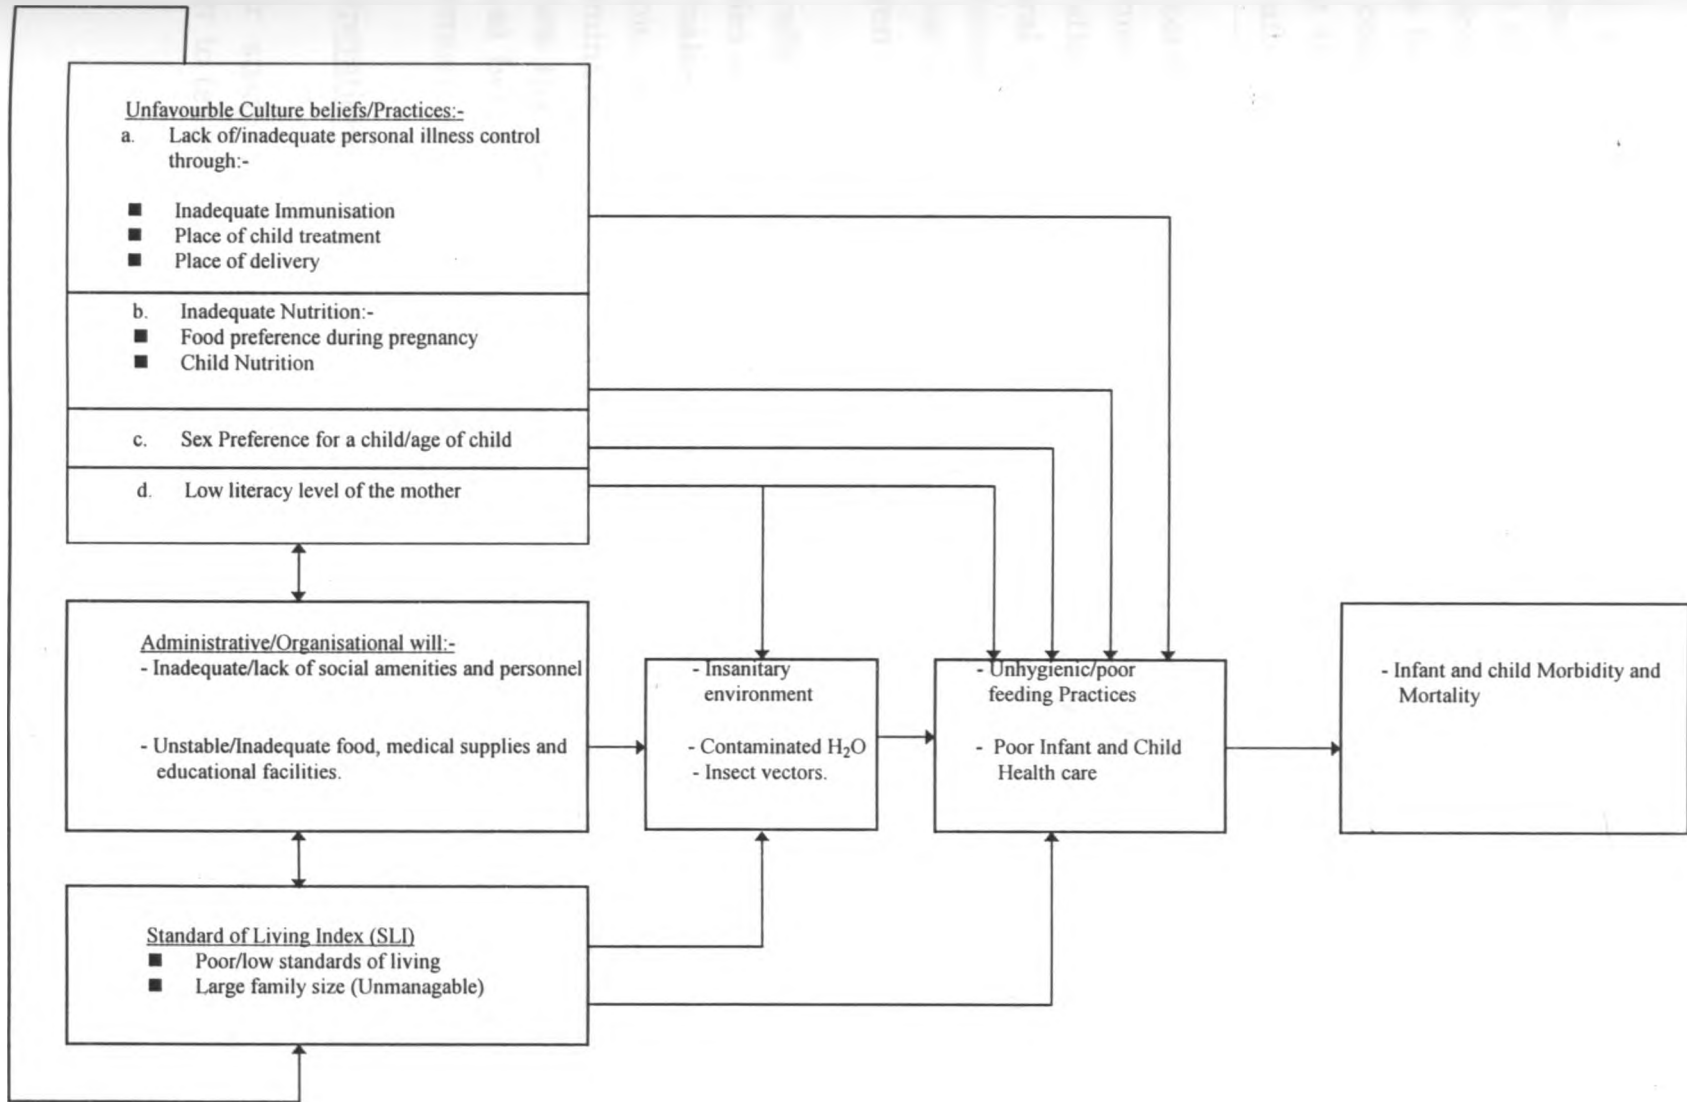 Unfavourble Culture beliefs/Practices:-
a. Lack of/inadequate personal illness control
through:-
■ Inadequate Immunisation
■ Place of child treatment
■ Place of delivery
b. Inadequate Nutrition:-
■ Food preference during pregnancy
■ Child Nutrition
c. Sex Preference for a child/age of child
d. Low literacy level of the mother
Administrative/Organisational will:-
- Inadequate/lack of social amenities and personnel
- Unstable/Inadequate food, medical supplies and
educational facilities.
Standard of Living Index (SLI)
■ Poor/low standards of living
■ Large family size (Unmanagable)
- Insanitary
environment
- Contaminated H₂O
- Insect vectors.
- Unhygienic/poor
feeding Practices
- Poor Infant and Child
Health care
- Infant and child Morbidity and
Mortality